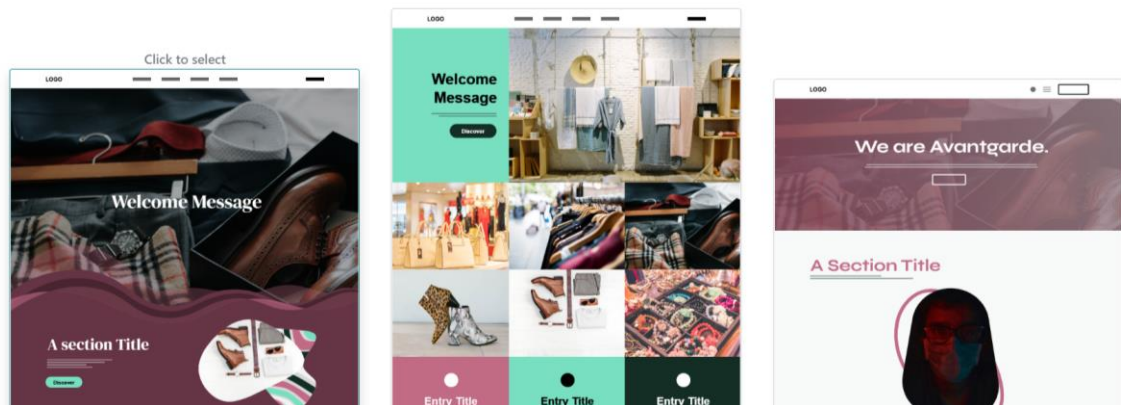 Click to select
LOGO
Welcome Message
A section Title
Discover
LOGO
Welcome
Message
Discover
Entry Title
Entry Title
Entry Title
LOGO
We are Avantgarde.
A Section Title